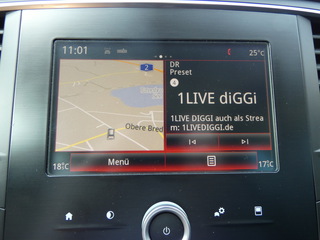 11:01
25°C
2
DR
Preset
4
1LIVE diGGi
Obere Bred
1LIVE DIGGI auch als Strea
m: 1LIVEDIGGI.de
18°C
Menü
17°C